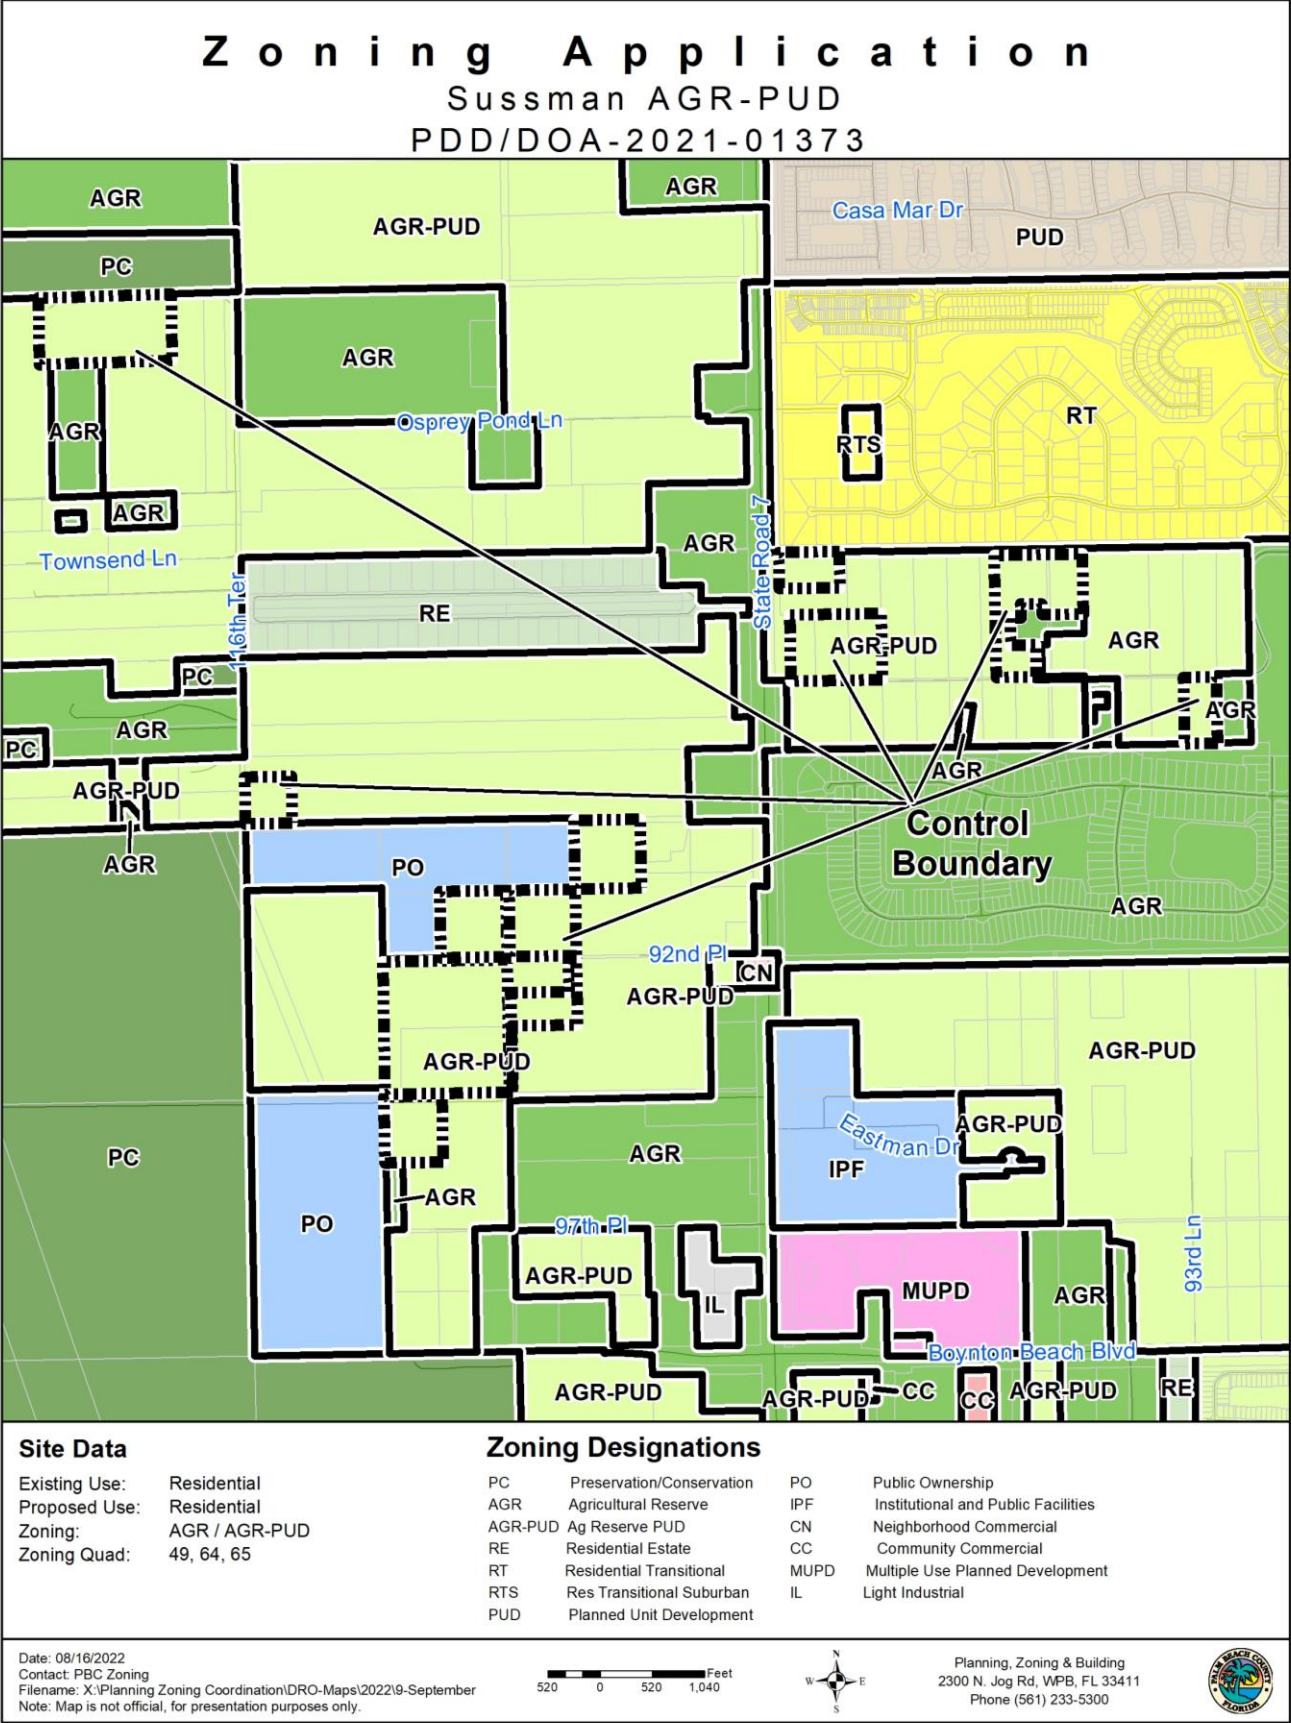 Zoning Application
Sussman AGR-PUD
PDD/DOA-2021-01373
AGR
AGR
AGR-PUD
Casa Mar Dr
PUD
PC
AGR
Osprey Pond Ln
RT
RTS
AGR
AGR
Townsend Ln
State Road 7
AGR
116th Ter
RE
AGR-PUD
AGR
PC
AGR
AGR
PC
AGR
AGR-PUD
Control
Boundary
AGR
PO
AGR
92nd Pl
CN
AGR-PUD
AGR-PUD
AGR-PUD
AGR-PUD
Eastman Dr
PC
AGR
IPF
AGR
PO
97th Pl
93rd Ln
AGR-PUD
MUPD
AGR
IL
Boynton Beach Blvd
AGR-PUD
AGR-PUD
CC
CC
AGR-PUD
RE
Site Data
Existing Use: Residential
Proposed Use: Residential
Zoning: AGR / AGR-PUD
Zoning Quad: 49, 64, 65
Zoning Designations
PC Preservation/Conservation
AGR Agricultural Reserve
AGR-PUD Ag Reserve PUD
RE Residential Estate
RT Residential Transitional
RTS Res Transitional Suburban
PUD Planned Unit Development
PO Public Ownership
IPF Institutional and Public Facilities
CN Neighborhood Commercial
CC Community Commercial
MUPD Multiple Use Planned Development
IL Light Industrial
Date: 08/16/2022
Contact: PBC Zoning
Filename: X:\Planning Zoning Coordination\DRO-Maps\2022\9-September
Note: Map is not official, for presentation purposes only.
Feet
520 0 520 1,040
N
W E
S
Planning, Zoning & Building
2300 N. Jog Rd, WPB, FL 33411
Phone (561) 233-5300
PALM BEACH COUNTY
FLORIDA